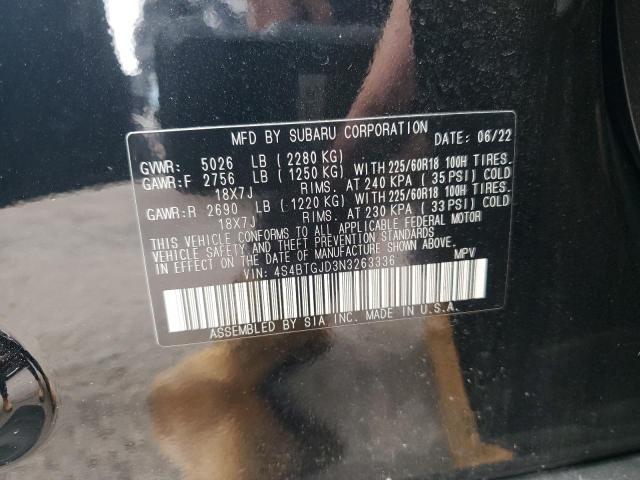 MFD BY SUBARU CORPORATION DATE: 06/22
GVWR: 5026 LB (2280 KG)
GAWR:F 2756 LB (1250 KG) WITH 225/60R18 100H TIRES.
18X7J RIMS. AT 240 KPA (35 PSI) COLD
GAWR:R 2690 LB (1220 KG) WITH 225/60R18 100H TIRES.
18X7J RIMS. AT 230 KPA (33 PSI) COLD
THIS VEHICLE CONFORMS TO ALL APPLICABLE FEDERAL MOTOR
VEHICLE SAFETY AND THEFT PREVENTION STANDARDS
IN EFFECT ON THE DATE OF MANUFACTURE SHOWN ABOVE.
VIN: 4S4BTGJD3N3263336 MPV
ASSEMBLED BY SIA INC. MADE IN U.S.A.